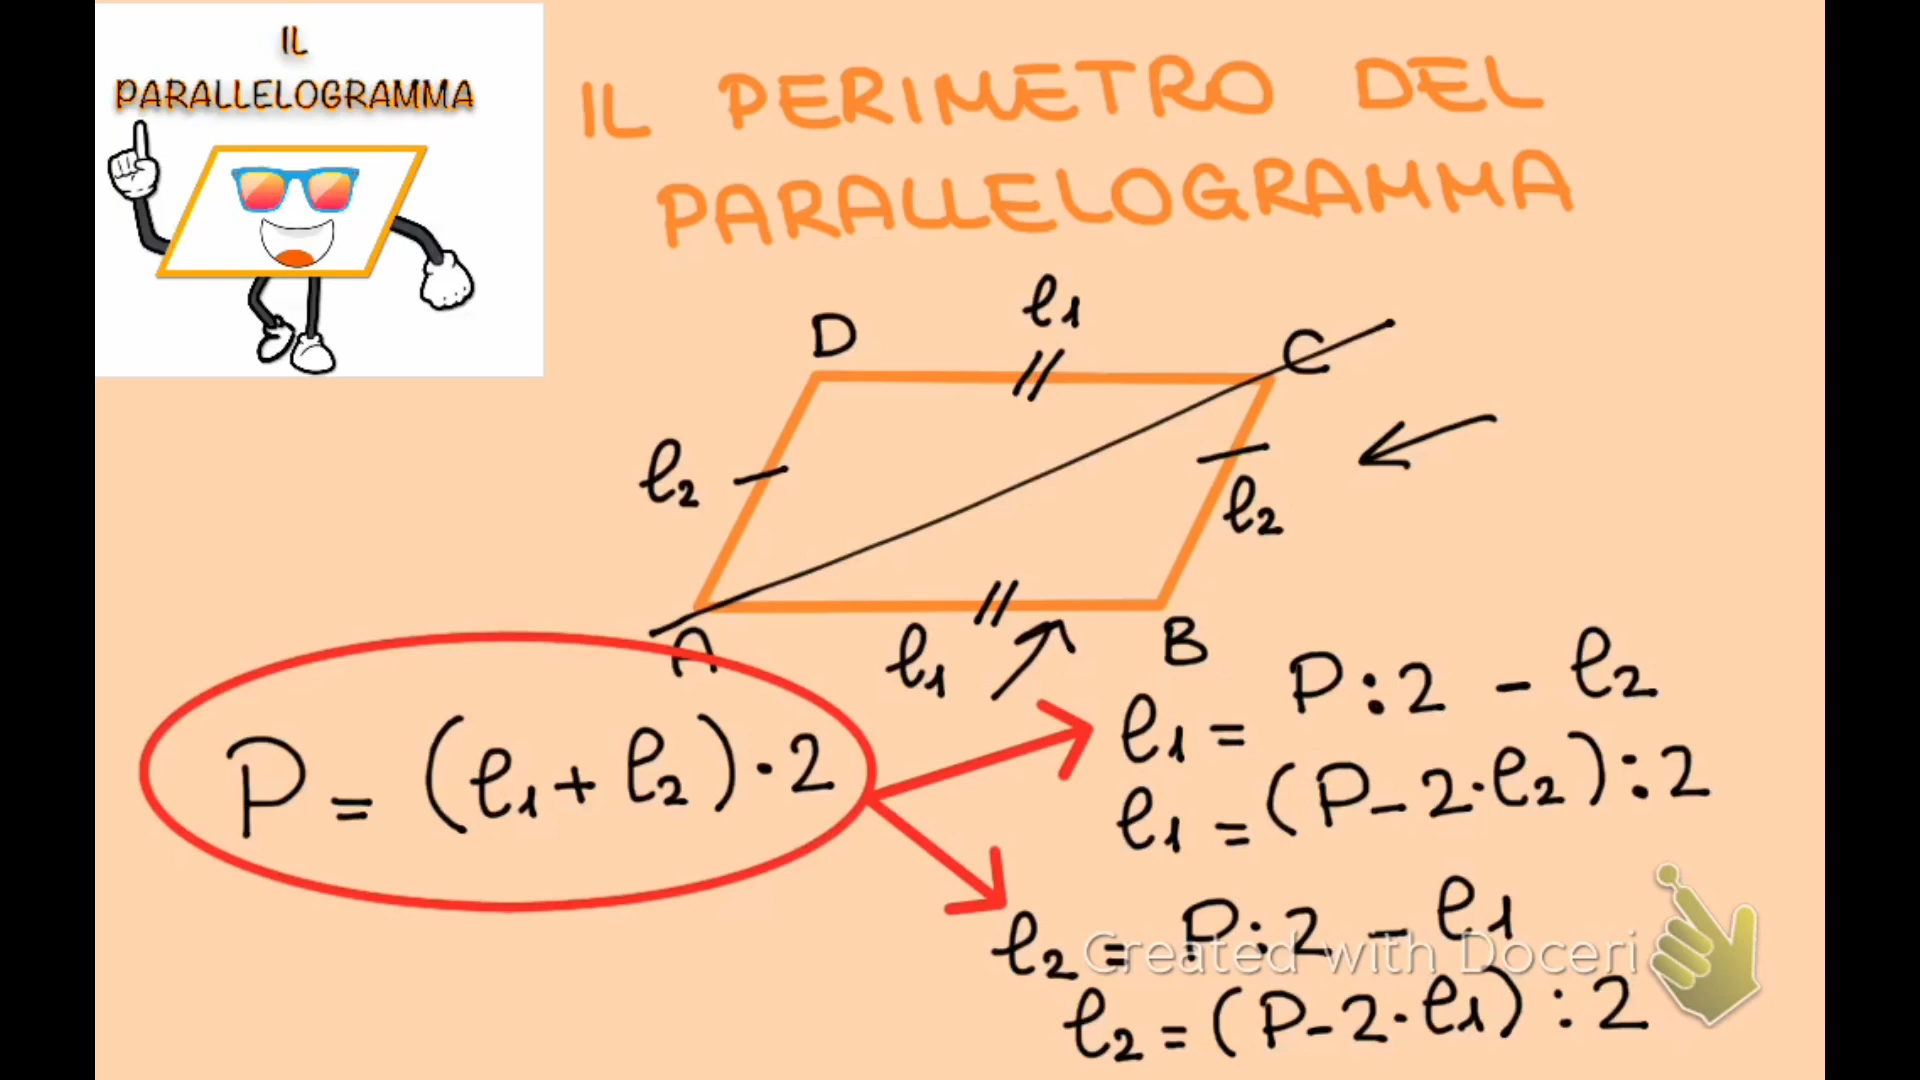 IL
PARALLELOGRAMMA
IL PERIMETRO DEL
PARALLELOGRAMMA
l1
D
C
l2
l2
A
l1
B
P = (l1 + l2) · 2
l1 = P : 2 - l2
l1 = (P - 2 · l2) : 2
l2 = P : 2 - l1
Created with Doceri
l2 = (P - 2 · l1) : 2